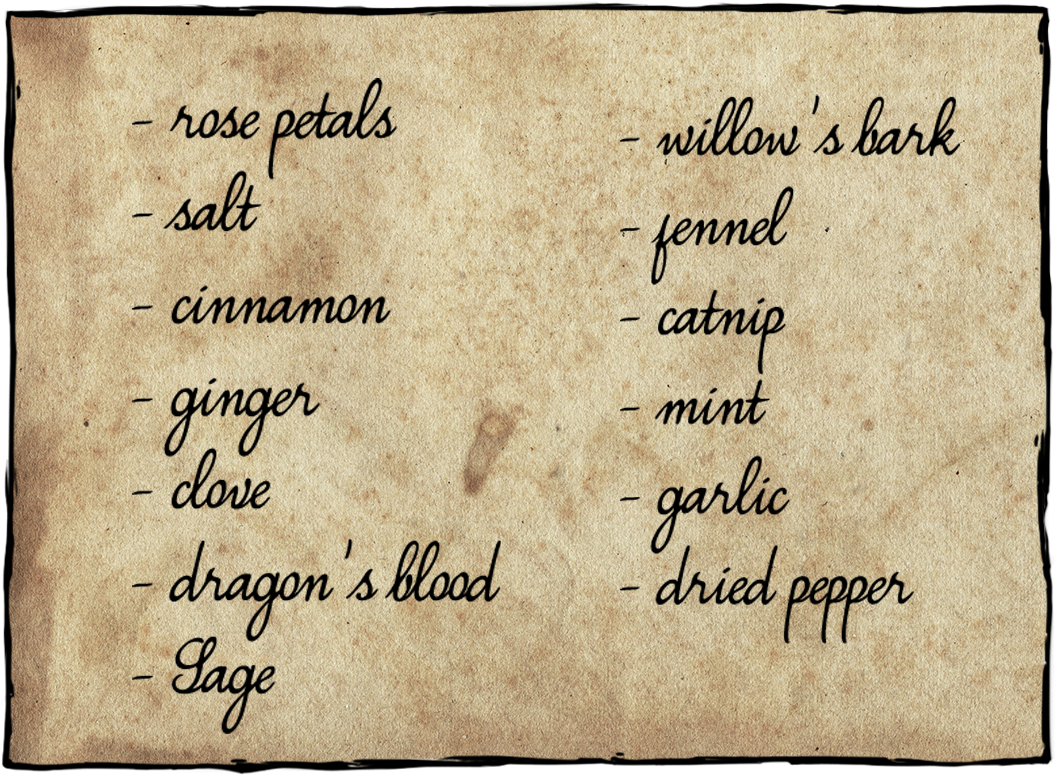 - rose petals
- salt
- cinnamon
- ginger
- clove
- dragon's blood
- Sage
- willow's bark
- fennel
- catnip
- mint
- garlic
- dried pepper